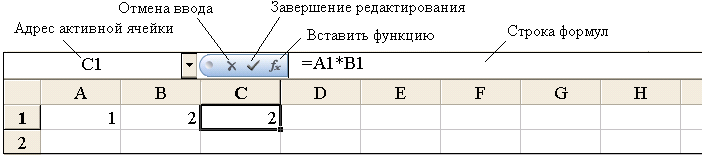 Отмена ввода
Завершение редактирования
Адрес активной ячейки
Вставить функцию
Строка формул
C1 fx =A1*B1
A B C D E F G H
1 1 2 2
2